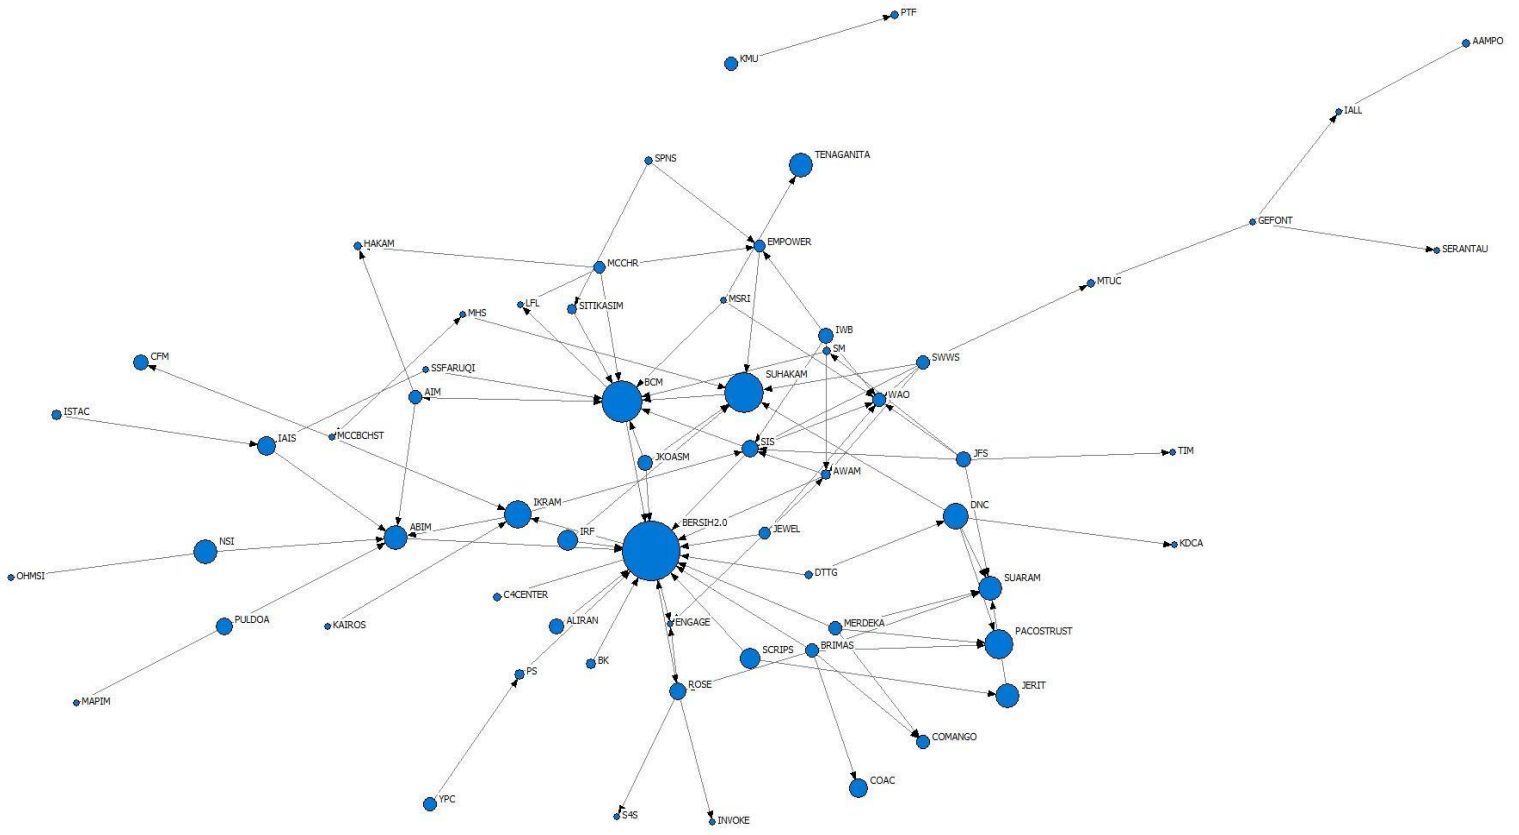 PTF
AAMPO
KMU
IALL
TENAGANITA
SPNS
GEFONT
HAKAM
EMPOWER
SERANTAU
MCCHR
MTUC
MSRI
LFL
SITIKASIM
MHS
IWB
SM
CFM
SWWS
SSFARUQI
SUHAKAM
BCM
AIM
WAO
ISTAC
IAIS
MCCBCHST
SIS
JFS
TIM
JKOASM
AWAM
IKRAM
DNC
BERSIH2.0
ABIM
IRF
JEWEL
NSI
KDCA
DTTG
OHMSI
SUARAM
C4CENTER
PULDOA
KAIROS
ALIRAN
ENGAGE
MERDEKA
PACOSTRUST
BRIMAS
SCRIPS
BK
PS
ROSE
JERIT
MAPIM
COMANGO
COAC
YPC
S4S
INVOKE